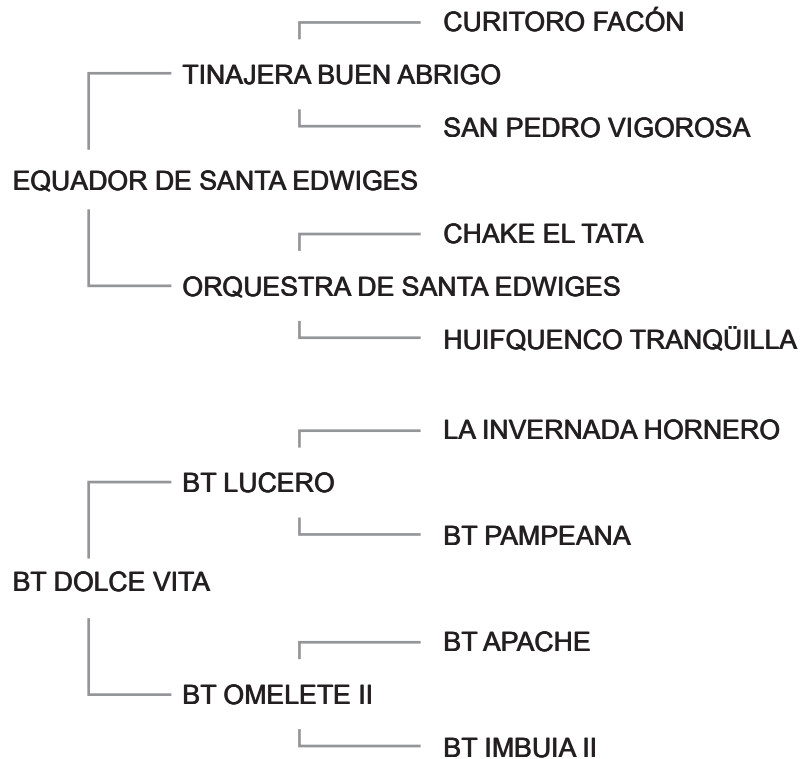 CURITORO FACÓN
TINAJERA BUEN ABRIGO
SAN PEDRO VIGOROSA
EQUADOR DE SANTA EDWIGES
CHAKE EL TATA
ORQUESTRA DE SANTA EDWIGES
HUIFQUENCO TRANQÜILLA
LA INVERNADA HORNERO
BT LUCERO
BT PAMPEANA
BT DOLCE VITA
BT APACHE
BT OMELETE II
BT IMBUIA II